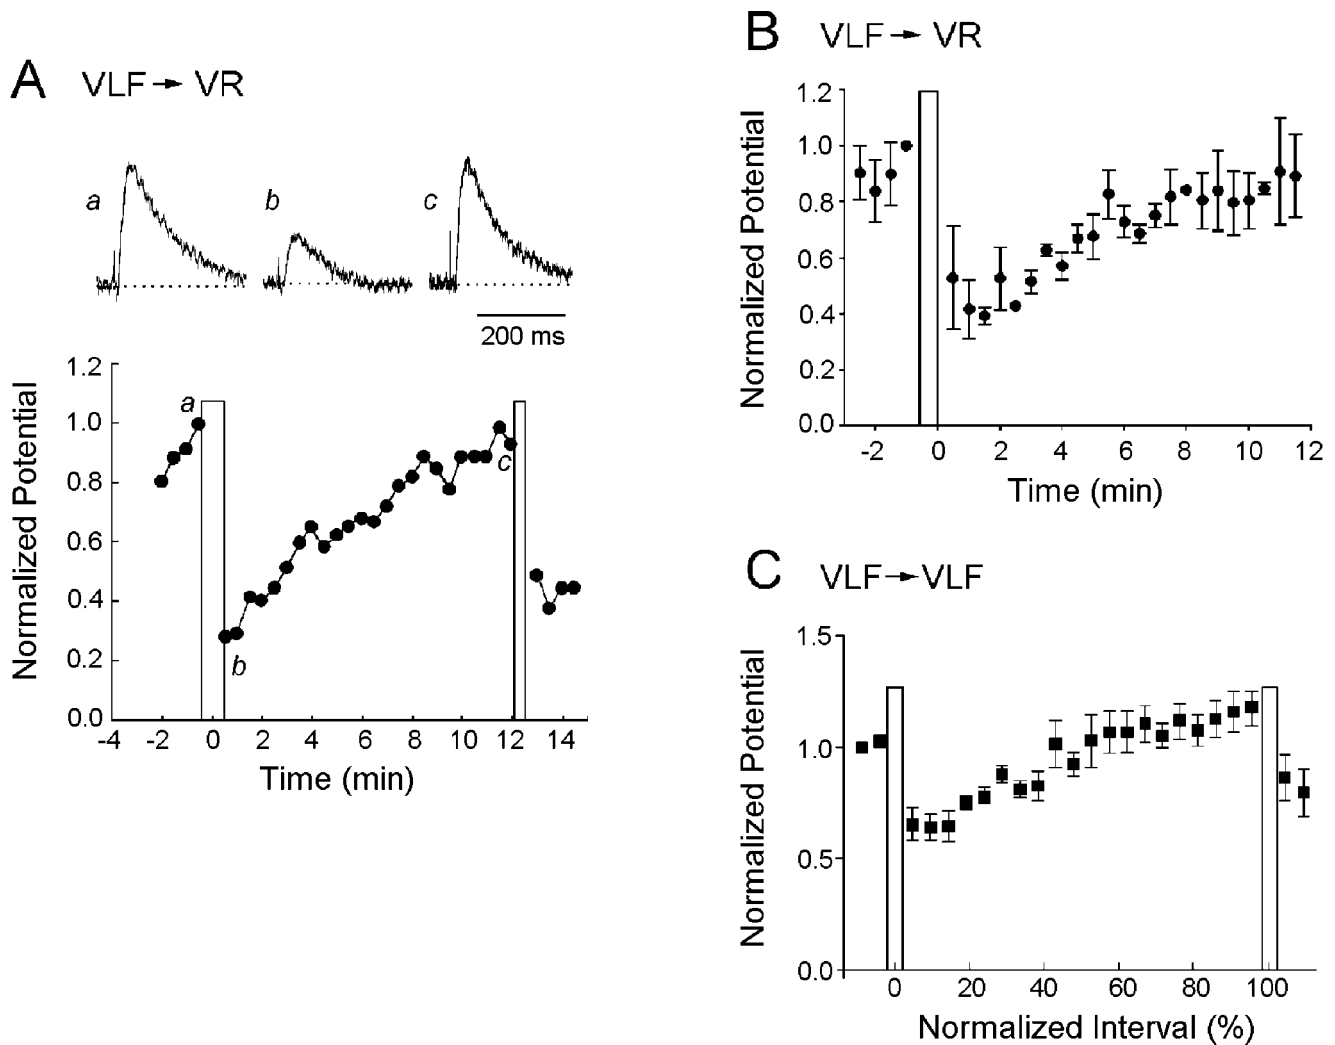 A VLF → VR
a
b
c
200 ms
Normalized Potential
1.2
1.0
0.8
0.6
0.4
0.2
0.0
a
b
c
-4 -2 0 2 4 6 8 10 12 14
Time (min)
B VLF → VR
Normalized Potential
1.2
1.0
0.8
0.6
0.4
0.2
0.0
-2 0 2 4 6 8 10 12
Time (min)
C VLF → VLF
Normalized Potential
1.5
1.0
0.5
0.0
0 20 40 60 80 100
Normalized Interval (%)